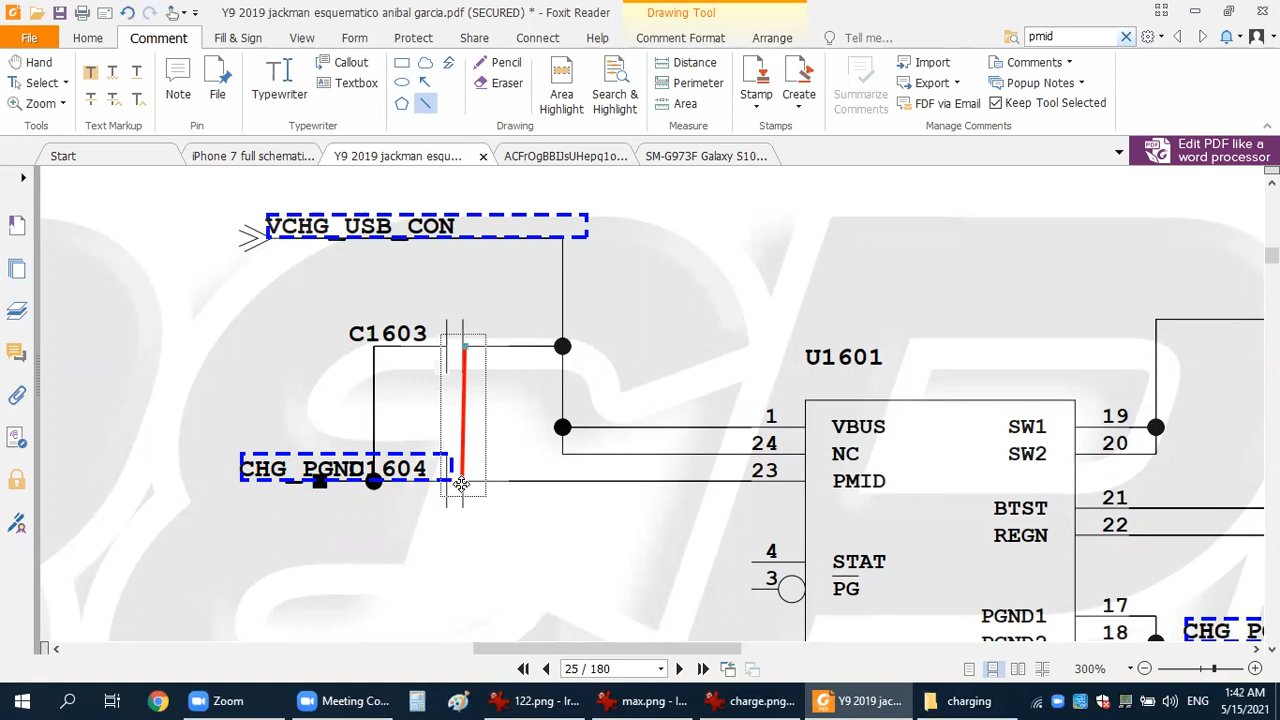 Y9 2019 jackman esquematico anibal garcia.pdf (SECURED) * - Foxit Reader
Drawing Tool
File
Home
Comment
Fill & Sign
View
Form
Protect
Share
Connect
Help
Comment Format
Arrange
Tell me...
pmid
Hand
Select
Zoom
Tools
Text Markup
Note
File
Pin
Typewriter
Callout
Textbox
Typewriter
Pencil
Eraser
Area Highlight
Search & Highlight
Drawing
Distance
Perimeter
Area
Measure
Stamp
Create
Stamps
Summarize Comments
Import
Export
FDF via Email
Comments
Popup Notes
Keep Tool Selected
Manage Comments
Start
iPhone 7 full schemati...
Y9 2019 jackman esqu...
ACFrOgBBIJsUHepq1o...
SM-G973F Galaxy S10...
Edit PDF like a
word processor
VCHG_USB_CON
C1603
U1601
CHG_PGND
C1604
1
24
23
4
3
VBUS
NC
PMID
STAT
PG
SW1
SW2
BTST
REGN
PGND1
PGND2
19
20
21
22
17
18
25 / 180
300%
Zoom
Meeting Co...
122.png - Ir...
max.png - I...
charge.png...
Y9 2019 jac...
charging
ENG
1:42 AM
5/15/2021